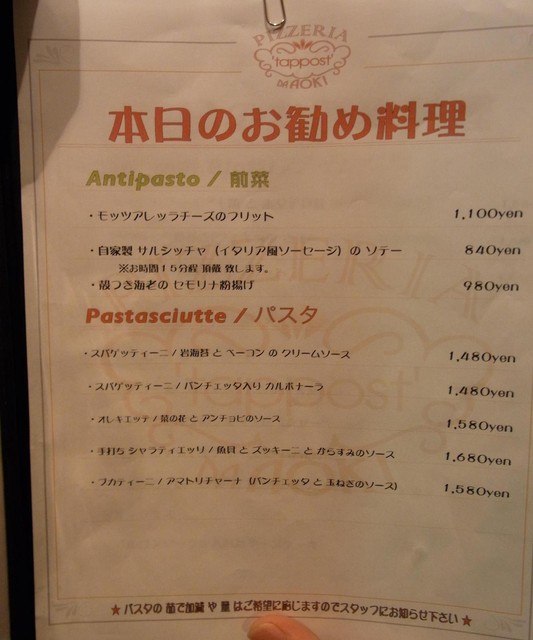 PIZZERIA
'tappost'
DA AOKI
本日のお勧め料理
Antipasto / 前菜
・モッツアレッラチーズのフリット 1,100yen
・自家製 サルシッチャ (イタリア風ソーセージ) の ソテー 840yen
※お時間15分程 頂戴 致します。
・殻つき海老の セモリナ粉揚げ 980yen
Pastasciutte / パスタ
・スパゲッティーニ / 岩海苔 と ベーコン の クリームソース 1,480yen
・スパゲッティーニ / パンチェッタ入り カルボナーラ 1,480yen
・オレキエッテ / 菜の花 と アンチョビのソース 1,580yen
・手打ち シャラティエッリ / 魚貝 と ズッキーニ と からすみのソース 1,680yen
・ブカティーニ / アマトリチャーナ (パンチェッタ と 玉ねぎのソース) 1,580yen
★パスタの 茹で加減 や 量 はご希望に応じますのでスタッフにお知らせ下さい★